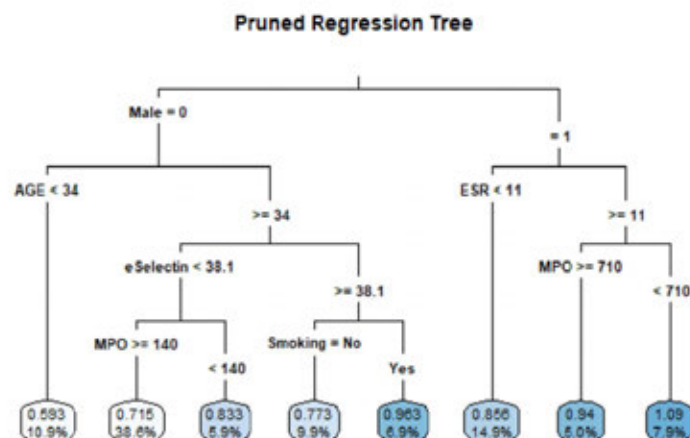 Pruned Regression Tree
Male = 0
= 1
AGE < 34
ESR < 11
>= 34
>= 11
eSelectin < 38.1
MPO >= 710
>= 38.1
< 710
MPO >= 140
Smoking = No
< 140
Yes
0.593 0.715 0.833 0.773 0.963 0.856 0.94 1.09
10.9% 38.6% 5.9% 9.9% 6.9% 14.9% 5.0% 7.9%